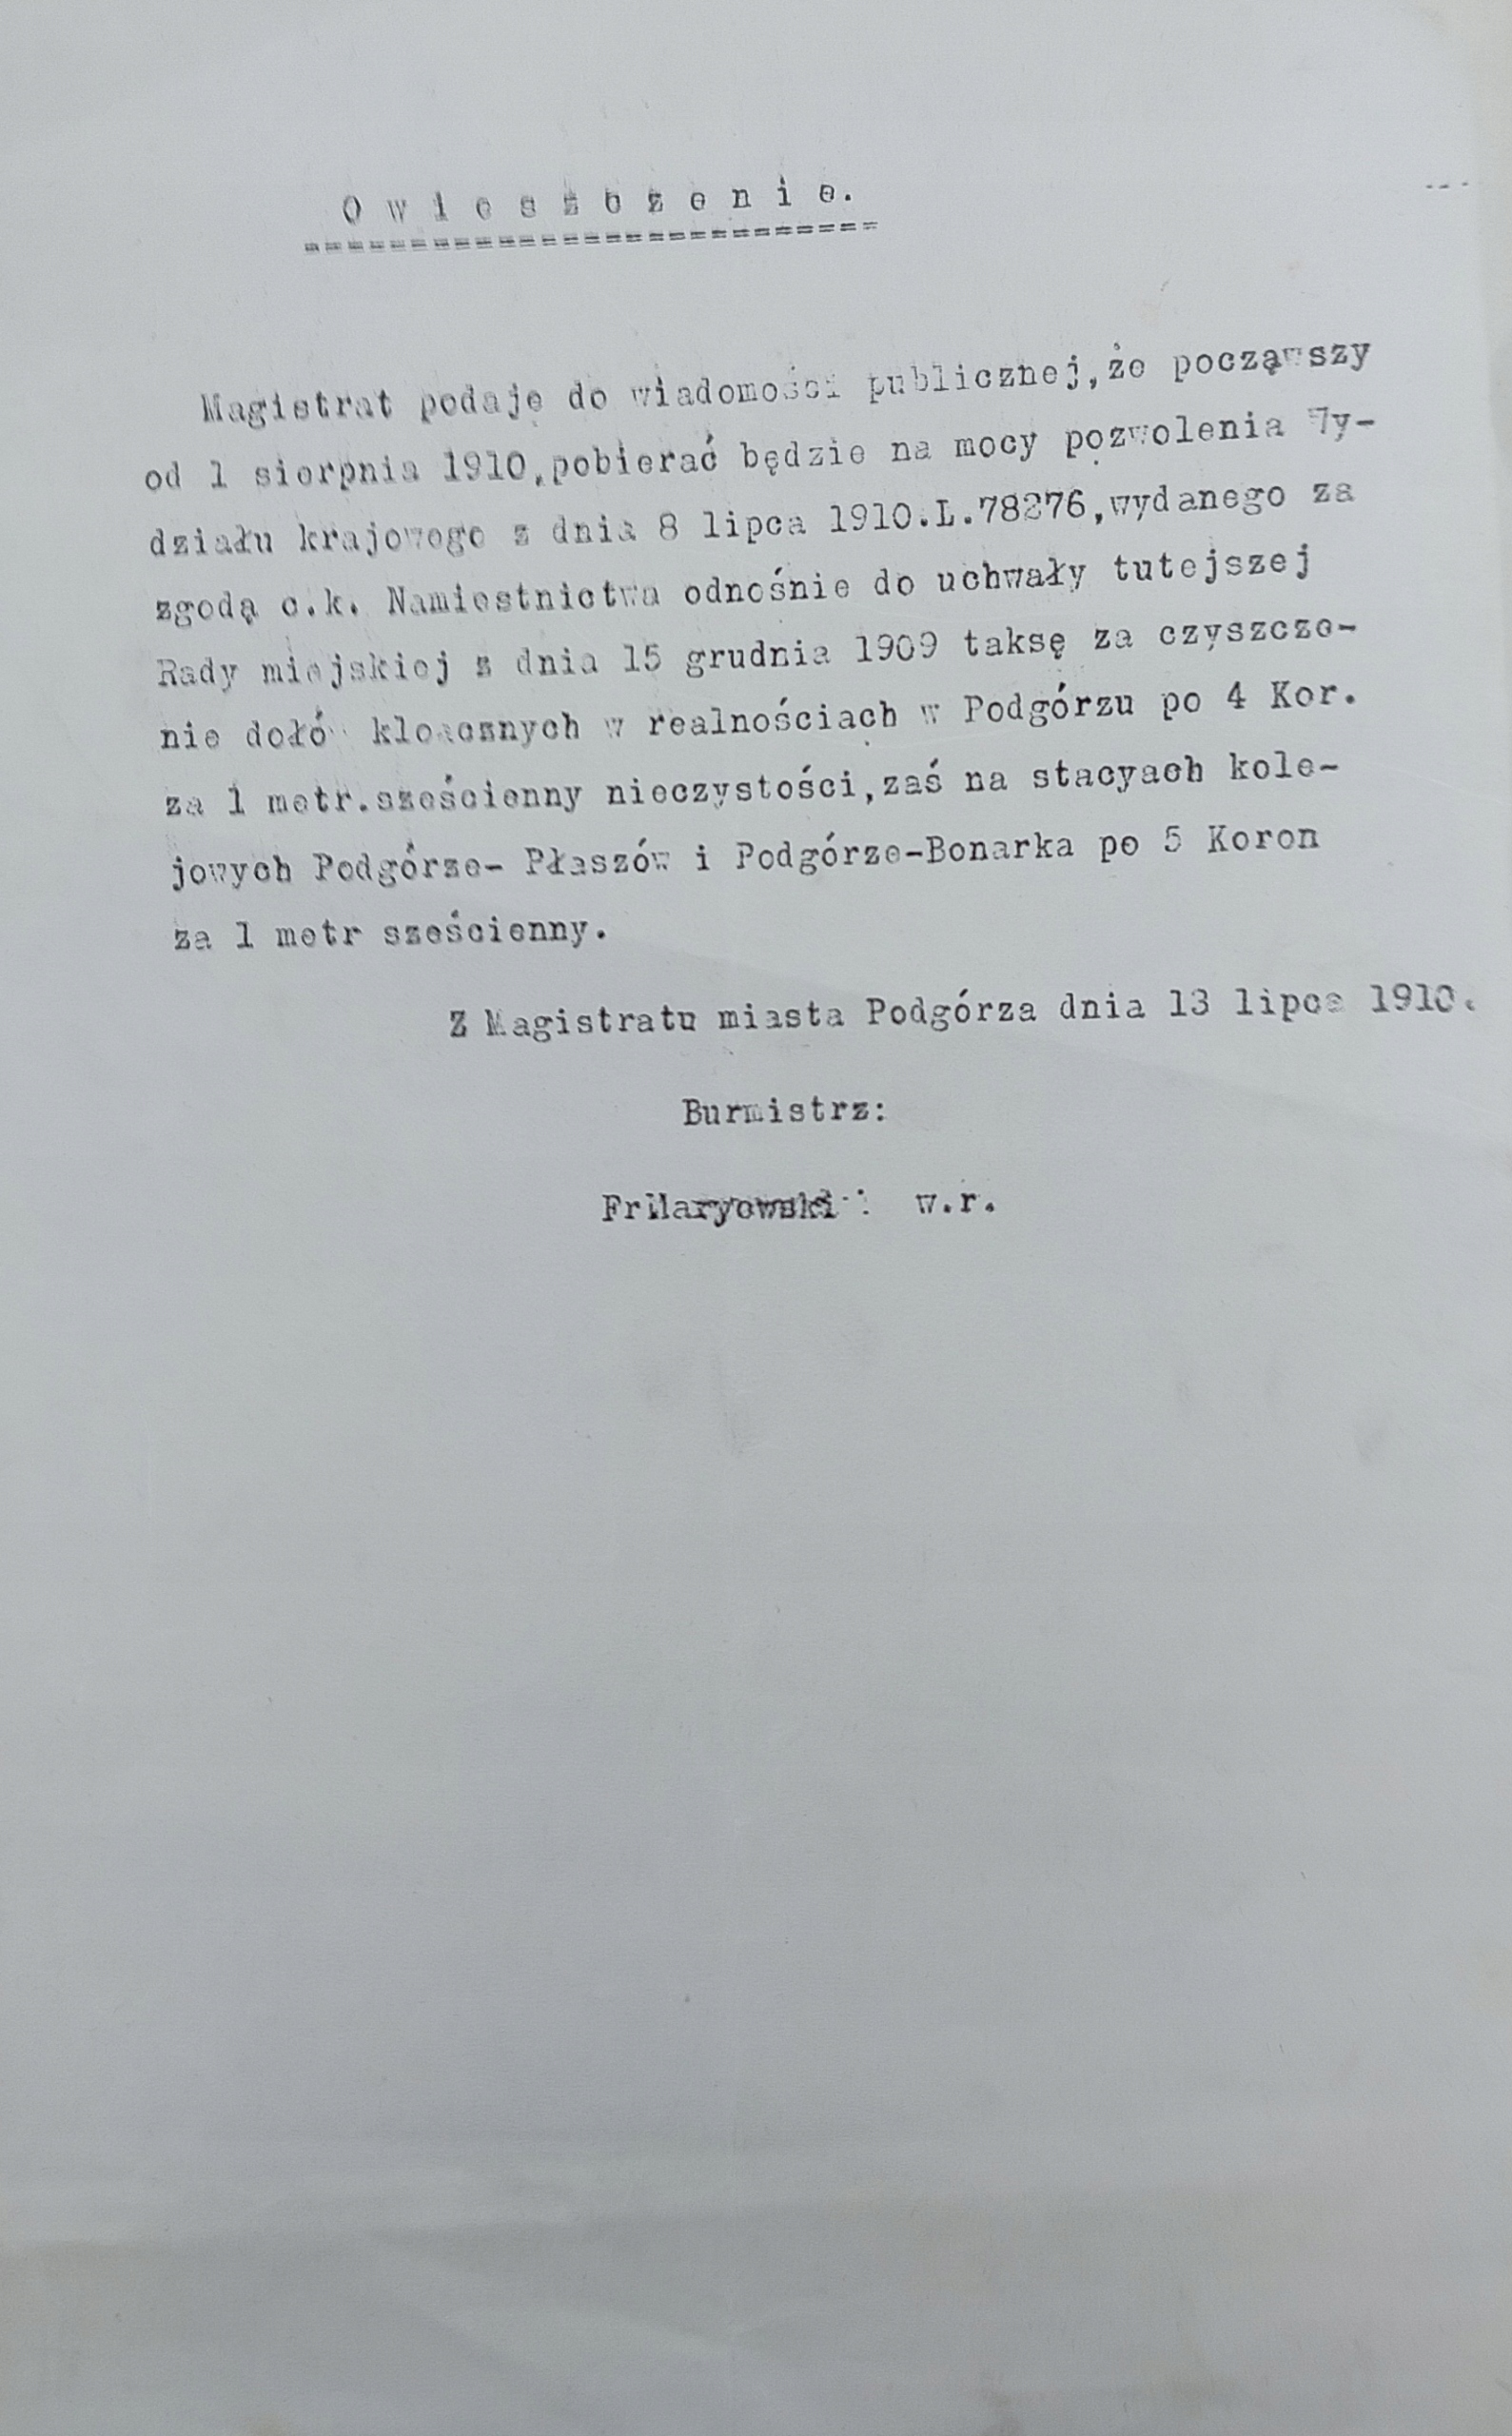 Owieszczenie.
Magistrat podaje do wiadomości publicznej,że począwszy
od 1 sierpnia 1910,pobierać będzie na mocy pozwolenia Wy-
działu krajowego z dnia 8 lipca 1910.L.78276,wydanego za
zgodą c.k. Namiestnictwa odnośnie do uchwały tutejszej
Rady miejskiej z dnia 15 grudnia 1909 taksę za czyszcze-
nie dołów kloacznych w realnościach w Podgórzu po 4 Kor.
za 1 metr.sześcienny nieczystości,zaś na stacyach kole-
jowych Podgórze- Płaszów i Podgórze-Bonarka po 5 Koron
za 1 metr sześcienny.
Z Magistratu miasta Podgórza dnia 13 lipca 1910.
Burmistrz:
w.r.